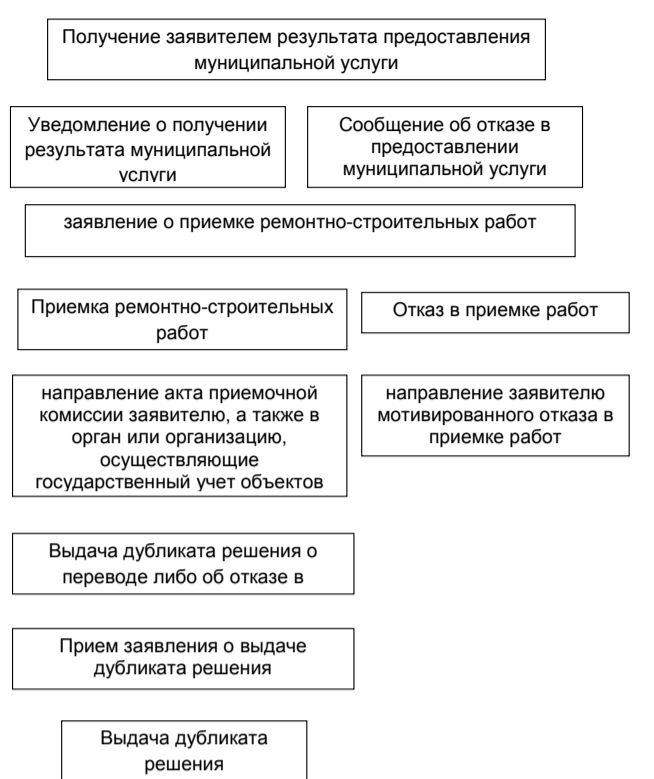 Получение заявителем результата предоставления
муниципальной услуги
Уведомление о получении
результата муниципальной
услуги
Сообщение об отказе в
предоставлении
муниципальной услуги
заявление о приемке ремонтно-строительных работ
Приемка ремонтно-строительных
работ
Отказ в приемке работ
направление акта приемочной
комиссии заявителю, а также в
орган или организацию,
осуществляющие
государственный учет объектов
направление заявителю
мотивированного отказа в
приемке работ
Выдача дубликата решения о
переводе либо об отказе в
Прием заявления о выдаче
дубликата решения
Выдача дубликата
решения